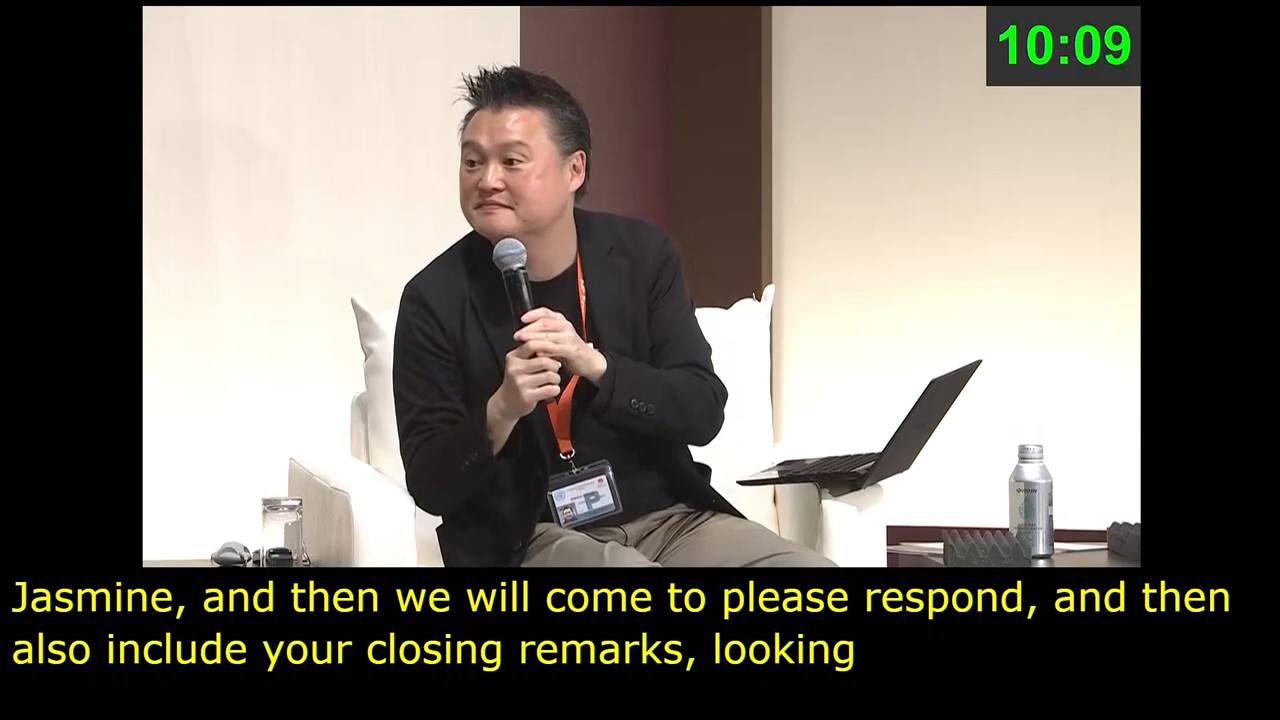 10:09
P
Jasmine, and then we will come to please respond, and then
also include your closing remarks, looking